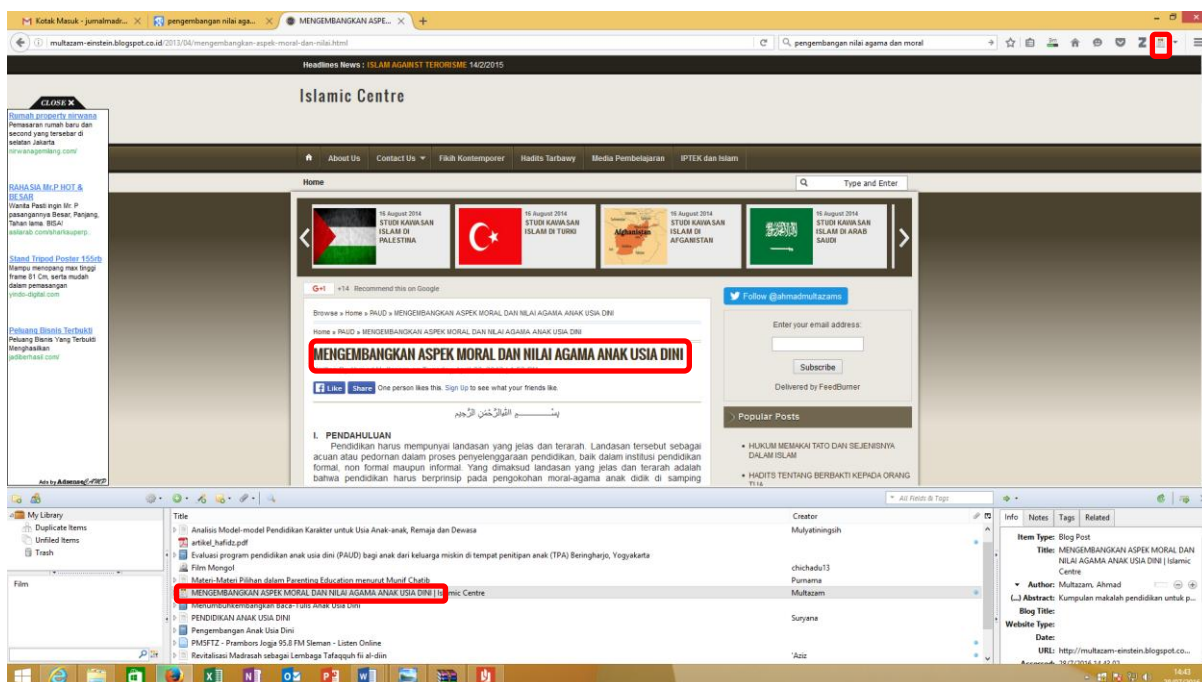 Kotak Masuk - jurnalmadr...
pengembangan nilai aga...
MENGEMBANGKAN ASPE...
multazam-einstein.blogspot.co.id/2013/04/mengembangkan-aspek-moral-dan-nilai.html
pengembangan nilai agama dan moral
Headlines News : ISLAM AGAINST TERORISME 14/2/2015
Islamic Centre
CLOSE X
Rumah property nirwana
Pemasaran rumah baru dan
second yang tersebar di
selatan Jakarta
nirwanagemilang.com/
RAHASIA Mr.P HOT &
BESAR
Wanita Pasti ingin Mr. P
pasangannya Besar, Panjang,
Tahan lama. BISA!
asliarab.com/sharksuperp.
Stand Tripod Poster 155rb
Mampu menopang max tinggi
frame 81 Cm, serta mudah
dalam pemasangan
yindo-digital.com
Peluang Bisnis Terbukti
Peluang Bisnis Yang Terbukti
Menghasilkan
jadiberhasil.com/
About Us Contact Us Fikih Kontemporer Hadits Tarbawy Media Pembelajaran IPTEK dan Islam
Home
Type and Enter
16 August 2014
STUDI KAWASAN
ISLAM DI
PALESTINA
16 August 2014
STUDI KAWASAN
ISLAM DI TURKI
Afghanistan
16 August 2014
STUDI KAWASAN
ISLAM DI
AFGANISTAN
16 August 2014
STUDI KAWASAN
ISLAM DI ARAB
SAUDI
G+1 +14 Recommend this on Google
Follow @ahmadmultazams
Browse » Home » PAUD » MENGEMBANGKAN ASPEK MORAL DAN NILAI AGAMA ANAK USIA DINI
Home » PAUD » MENGEMBANGKAN ASPEK MORAL DAN NILAI AGAMA ANAK USIA DINI
MENGEMBANGKAN ASPEK MORAL DAN NILAI AGAMA ANAK USIA DINI
Like Share One person likes this. Sign Up to see what your friends like.
Enter your email address:
Subscribe
Delivered by FeedBurner
I. PENDAHULUAN
Pendidikan harus mempunyai landasan yang jelas dan terarah. Landasan tersebut sebagai
acuan atau pedornan dalam proses penyelenggaraan pendidikan, baik dalam institusi pendidikan
formal, non formal maupun informal. Yang dimaksud landasan yang jelas dan terarah adalah
bahwa pendidikan harus berprinsip pada pengokohan moral-agama anak didik di samping
Popular Posts
HUKUM MEMAKAI TATO DAN SEJENISNYA
DALAM ISLAM
HADITS TENTANG BERBAKTI KEPADA ORANG
TUA
Ads by AdsenseCAMP
All Fields & Tags
My Library
Duplicate Items
Unfiled Items
Trash
Film
Title Creator
Analisis Model-model Pendidikan Karakter untuk Usia Anak-anak, Remaja dan Dewasa Mulyatiningsih
artikel_hafidz.pdf
Evaluasi program pendidikan anak usia dini (PAUD) bagi anak dari keluarga miskin di tempat penitipan anak (TPA) Beringharjo, Yogyakarta
Film Mongol chichadu13
Materi-Materi Pilihan dalam Parenting Education menurut Munif Chatib Purnama
MENGEMBANGKAN ASPEK MORAL DAN NILAI AGAMA ANAK USIA DINI | Islamic Centre Multazam
Menumbuhkembangkan Baca-Tulis Anak Usia Dini
PENDIDIKAN ANAK USIA DINI Suryana
Pengembangan Anak Usia Dini
PM5FTZ - Prambors Jogja 95.8 FM Sleman - Listen Online
Revitalisasi Madrasah sebagai Lembaga Tafaqquh fii al-diin 'Aziz
Info Notes Tags Related
Item Type: Blog Post
Title: MENGEMBANGKAN ASPEK MORAL DAN
NILAI AGAMA ANAK USIA DINI | Islamic
Centre
Author: Multazam, Ahmad
(...) Abstract: Kumpulan makalah pendidikan untuk p...
Blog Title:
Website Type:
Date:
URL: http://multazam-einstein.blogspot.co...
Accessed: 28/7/2016 14.43.02
14:43